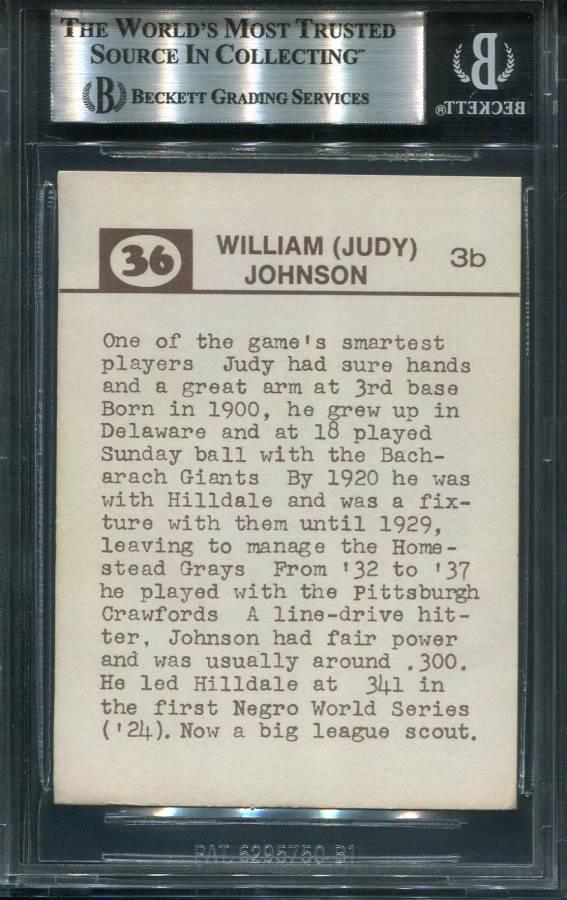 THE WORLD'S MOST TRUSTED
SOURCE IN COLLECTING™
B BECKETT GRADING SERVICES
B
BECKETT®
36
WILLIAM (JUDY)
JOHNSON
3b
One of the game's smartest
players Judy had sure hands
and a great arm at 3rd base
Born in 1900, he grew up in
Delaware and at 18 played
Sunday ball with the Bach-
arach Giants By 1920 he was
with Hilldale and was a fix-
ture with them until 1929,
leaving to manage the Home-
stead Grays From '32 to '37
he played with the Pittsburgh
Crawfords A line-drive hit-
ter, Johnson had fair power
and was usually around .300.
He led Hilldale at 341 in
the first Negro World Series
('24). Now a big league scout.
PAT. 6295750 B1